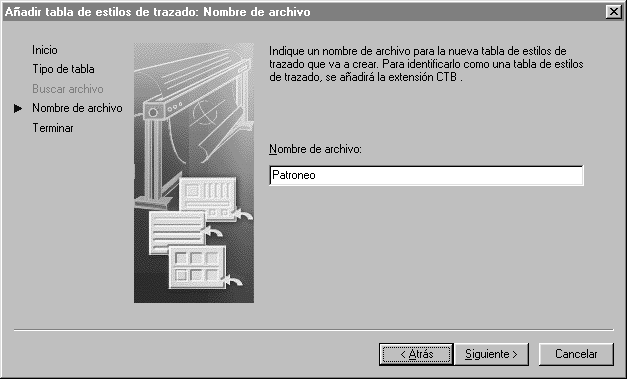 Añadir tabla de estilos de trazado: Nombre de archivo
Inicio
Tipo de tabla
Buscar archivo
Nombre de archivo
Terminar
Indique un nombre de archivo para la nueva tabla de estilos de
trazado que va a crear. Para identificarlo como una tabla de estilos
de trazado, se añadirá la extensión CTB .
Nombre de archivo:
Patroneo
< Atrás
Siguiente >
Cancelar